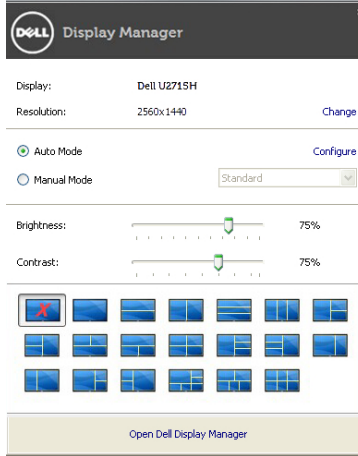 DELL Display Manager
Display: Dell U2715H
Resolution: 2560x1440 Change
Auto Mode Configure
Manual Mode Standard
Brightness: 75%
Contrast: 75%
Open Dell Display Manager